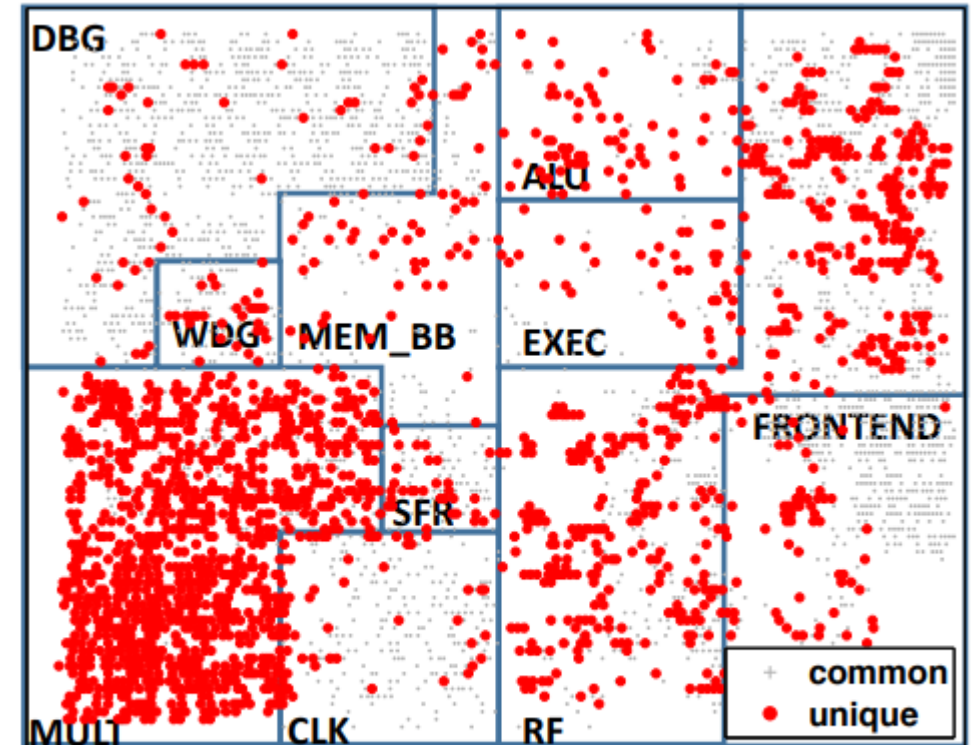 DBG
ALU
WDG
MEM_BB
EXEC
FRONTEND
SFR
MULT
CLK
RF
common
unique